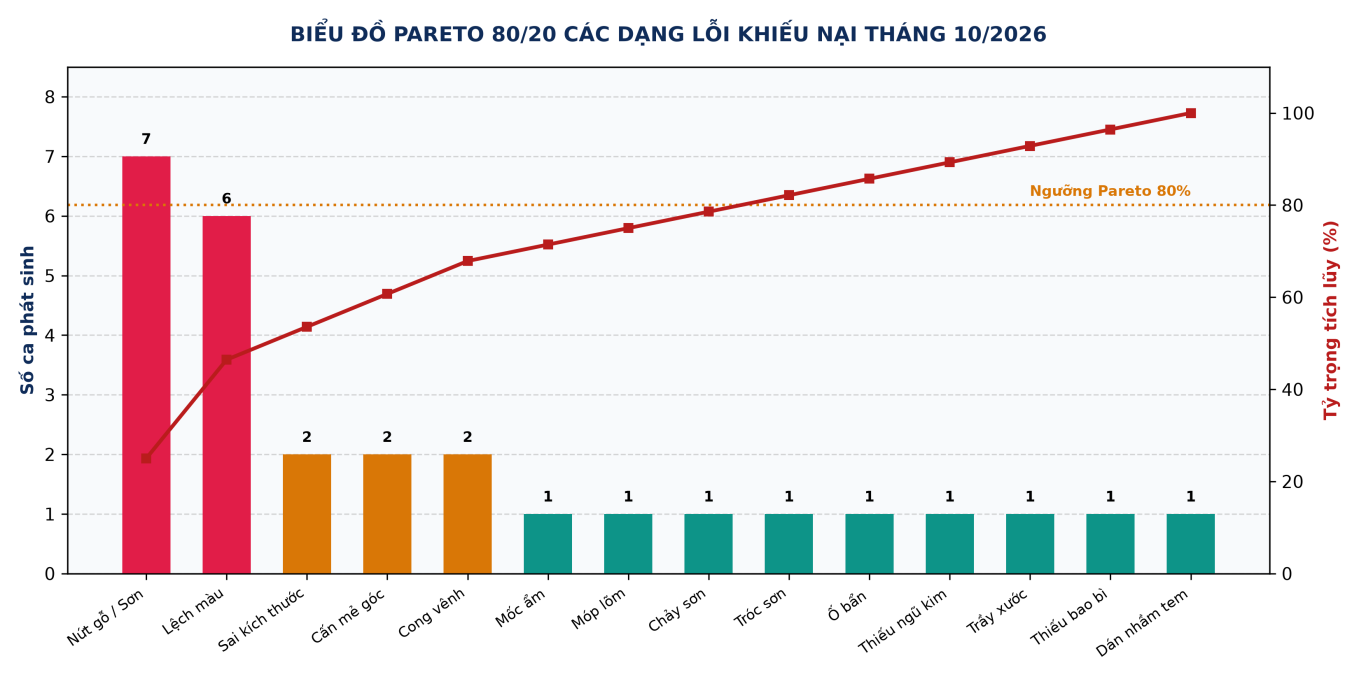 BIỂU ĐỒ PARETO 80/20 CÁC DẠNG LỖI KHIẾU NẠI THÁNG 10/2026
Số ca phát sinh
8
7
6
5
4
3
2
1
0
7
6
2
2
2
1
1
1
1
1
1
1
1
1
Ngưỡng Pareto 80%
100
80
60
40
20
0
Tỷ trọng tích lũy (%)
Nứt gỗ / Sơn
Lệch màu
Sai kích thước
Cấn mẻ góc
Cong vênh
Mốc ẩm
Móp lõm
Chảy sơn
Tróc sơn
Ố bẩn
Thiếu ngũ kim
Trầy xước
Thiếu bao bì
Dán nhầm tem